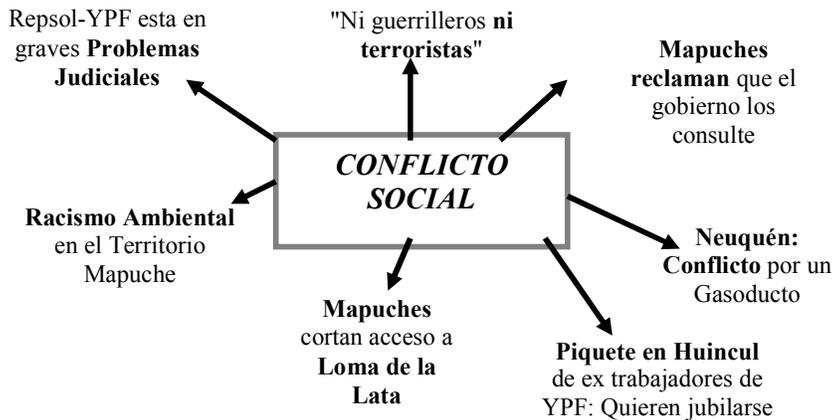 Repsol-YPF esta en
graves Problemas
Judiciales
"Ni guerrilleros ni
terroristas"
Mapuches
reclaman que el
gobierno los
consulte
CONFLICTO
SOCIAL
Racismo Ambiental
en el Territorio
Mapuche
Neuquén:
Conflicto por un
Gasoducto
Mapuches
cortan acceso a
Loma de la
Lata
Piquete en Huincul
de ex trabajadores de
YPF: Quieren jubilarse